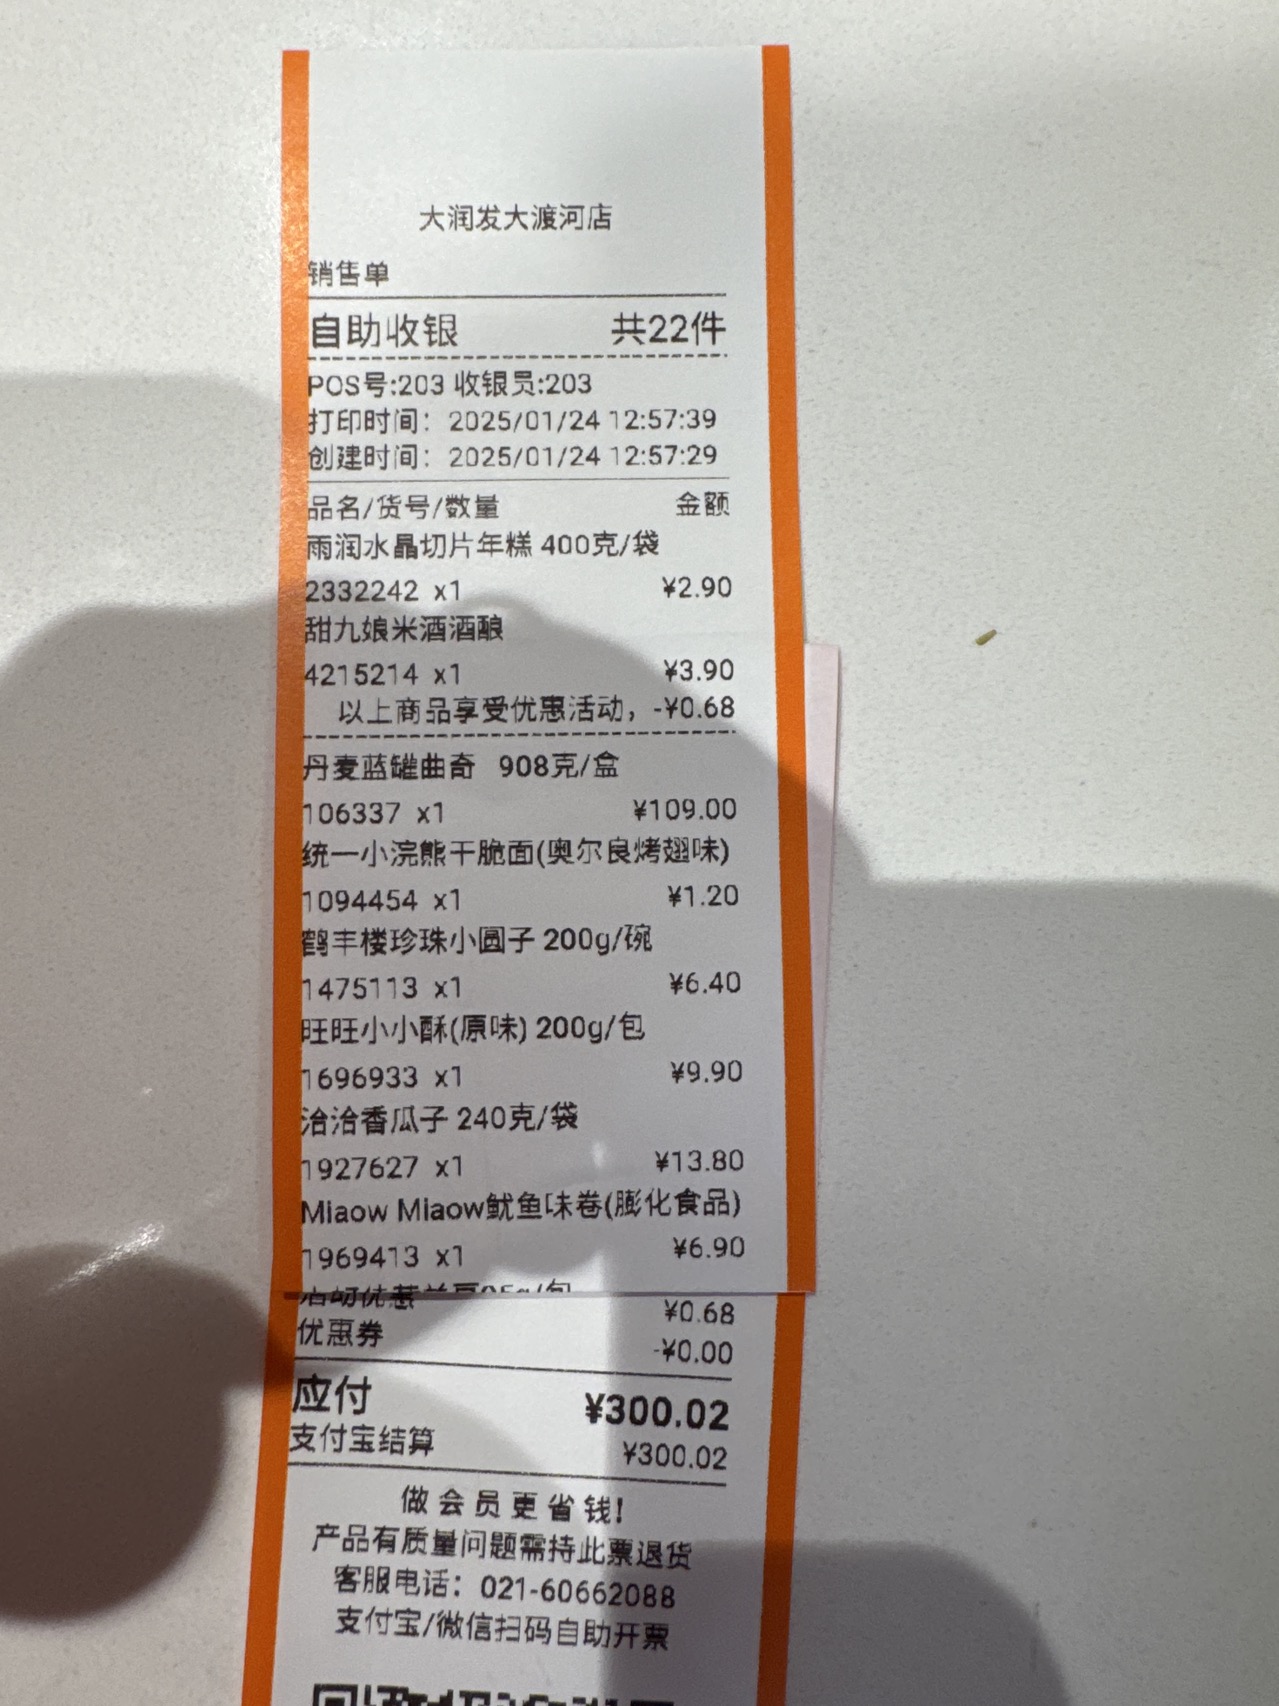 大润发大渡河店
销售单
自助收银 共22件
POS号:203 收银员:203
打印时间：2025/01/24 12:57:39
创建时间：2025/01/24 12:57:29
品名/货号/数量 金额
雨润水晶切片年糕 400克/袋
2332242 x1 ¥2.90
甜九娘米酒酒酿
4215214 x1 ¥3.90
以上商品享受优惠活动，-¥0.68
丹麦蓝罐曲奇 908克/盒
106337 x1 ¥109.00
统一小浣熊干脆面(奥尔良烤翅味)
1094454 x1 ¥1.20
鹤丰楼珍珠小圆子 200g/碗
1475113 x1 ¥6.40
旺旺小小酥(原味) 200g/包
1696933 x1 ¥9.90
洽洽香瓜子 240克/袋
1927627 x1 ¥13.80
Miaow Miaow鱿鱼味卷(膨化食品)
1969413 x1 ¥6.90
¥0.68
优惠券 -¥0.00
应付 ¥300.02
支付宝结算 ¥300.02
做会员更省钱!
产品有质量问题需持此票退货
客服电话：021-60662088
支付宝/微信扫码自助开票